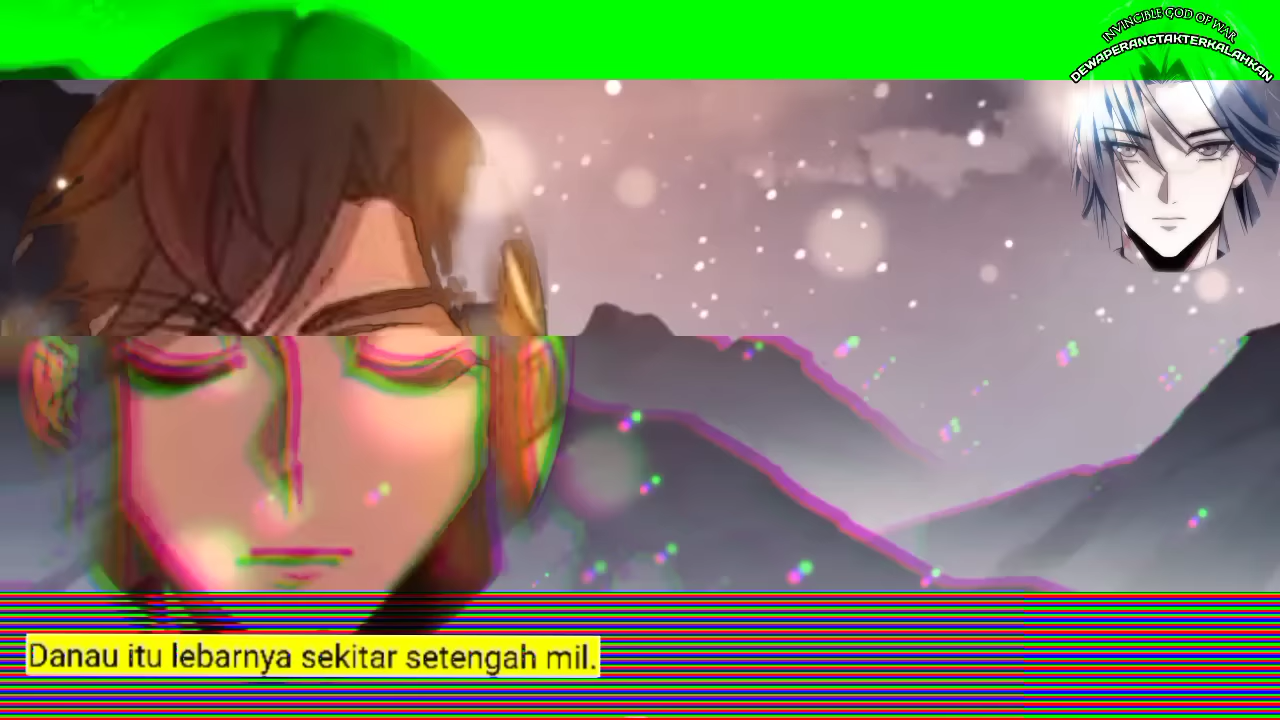 INVINCIBLE GOD OF WAR
DEWAPERANGTAKTERKALAHKAN
Danau itu lebarnya sekitar setengah mil.